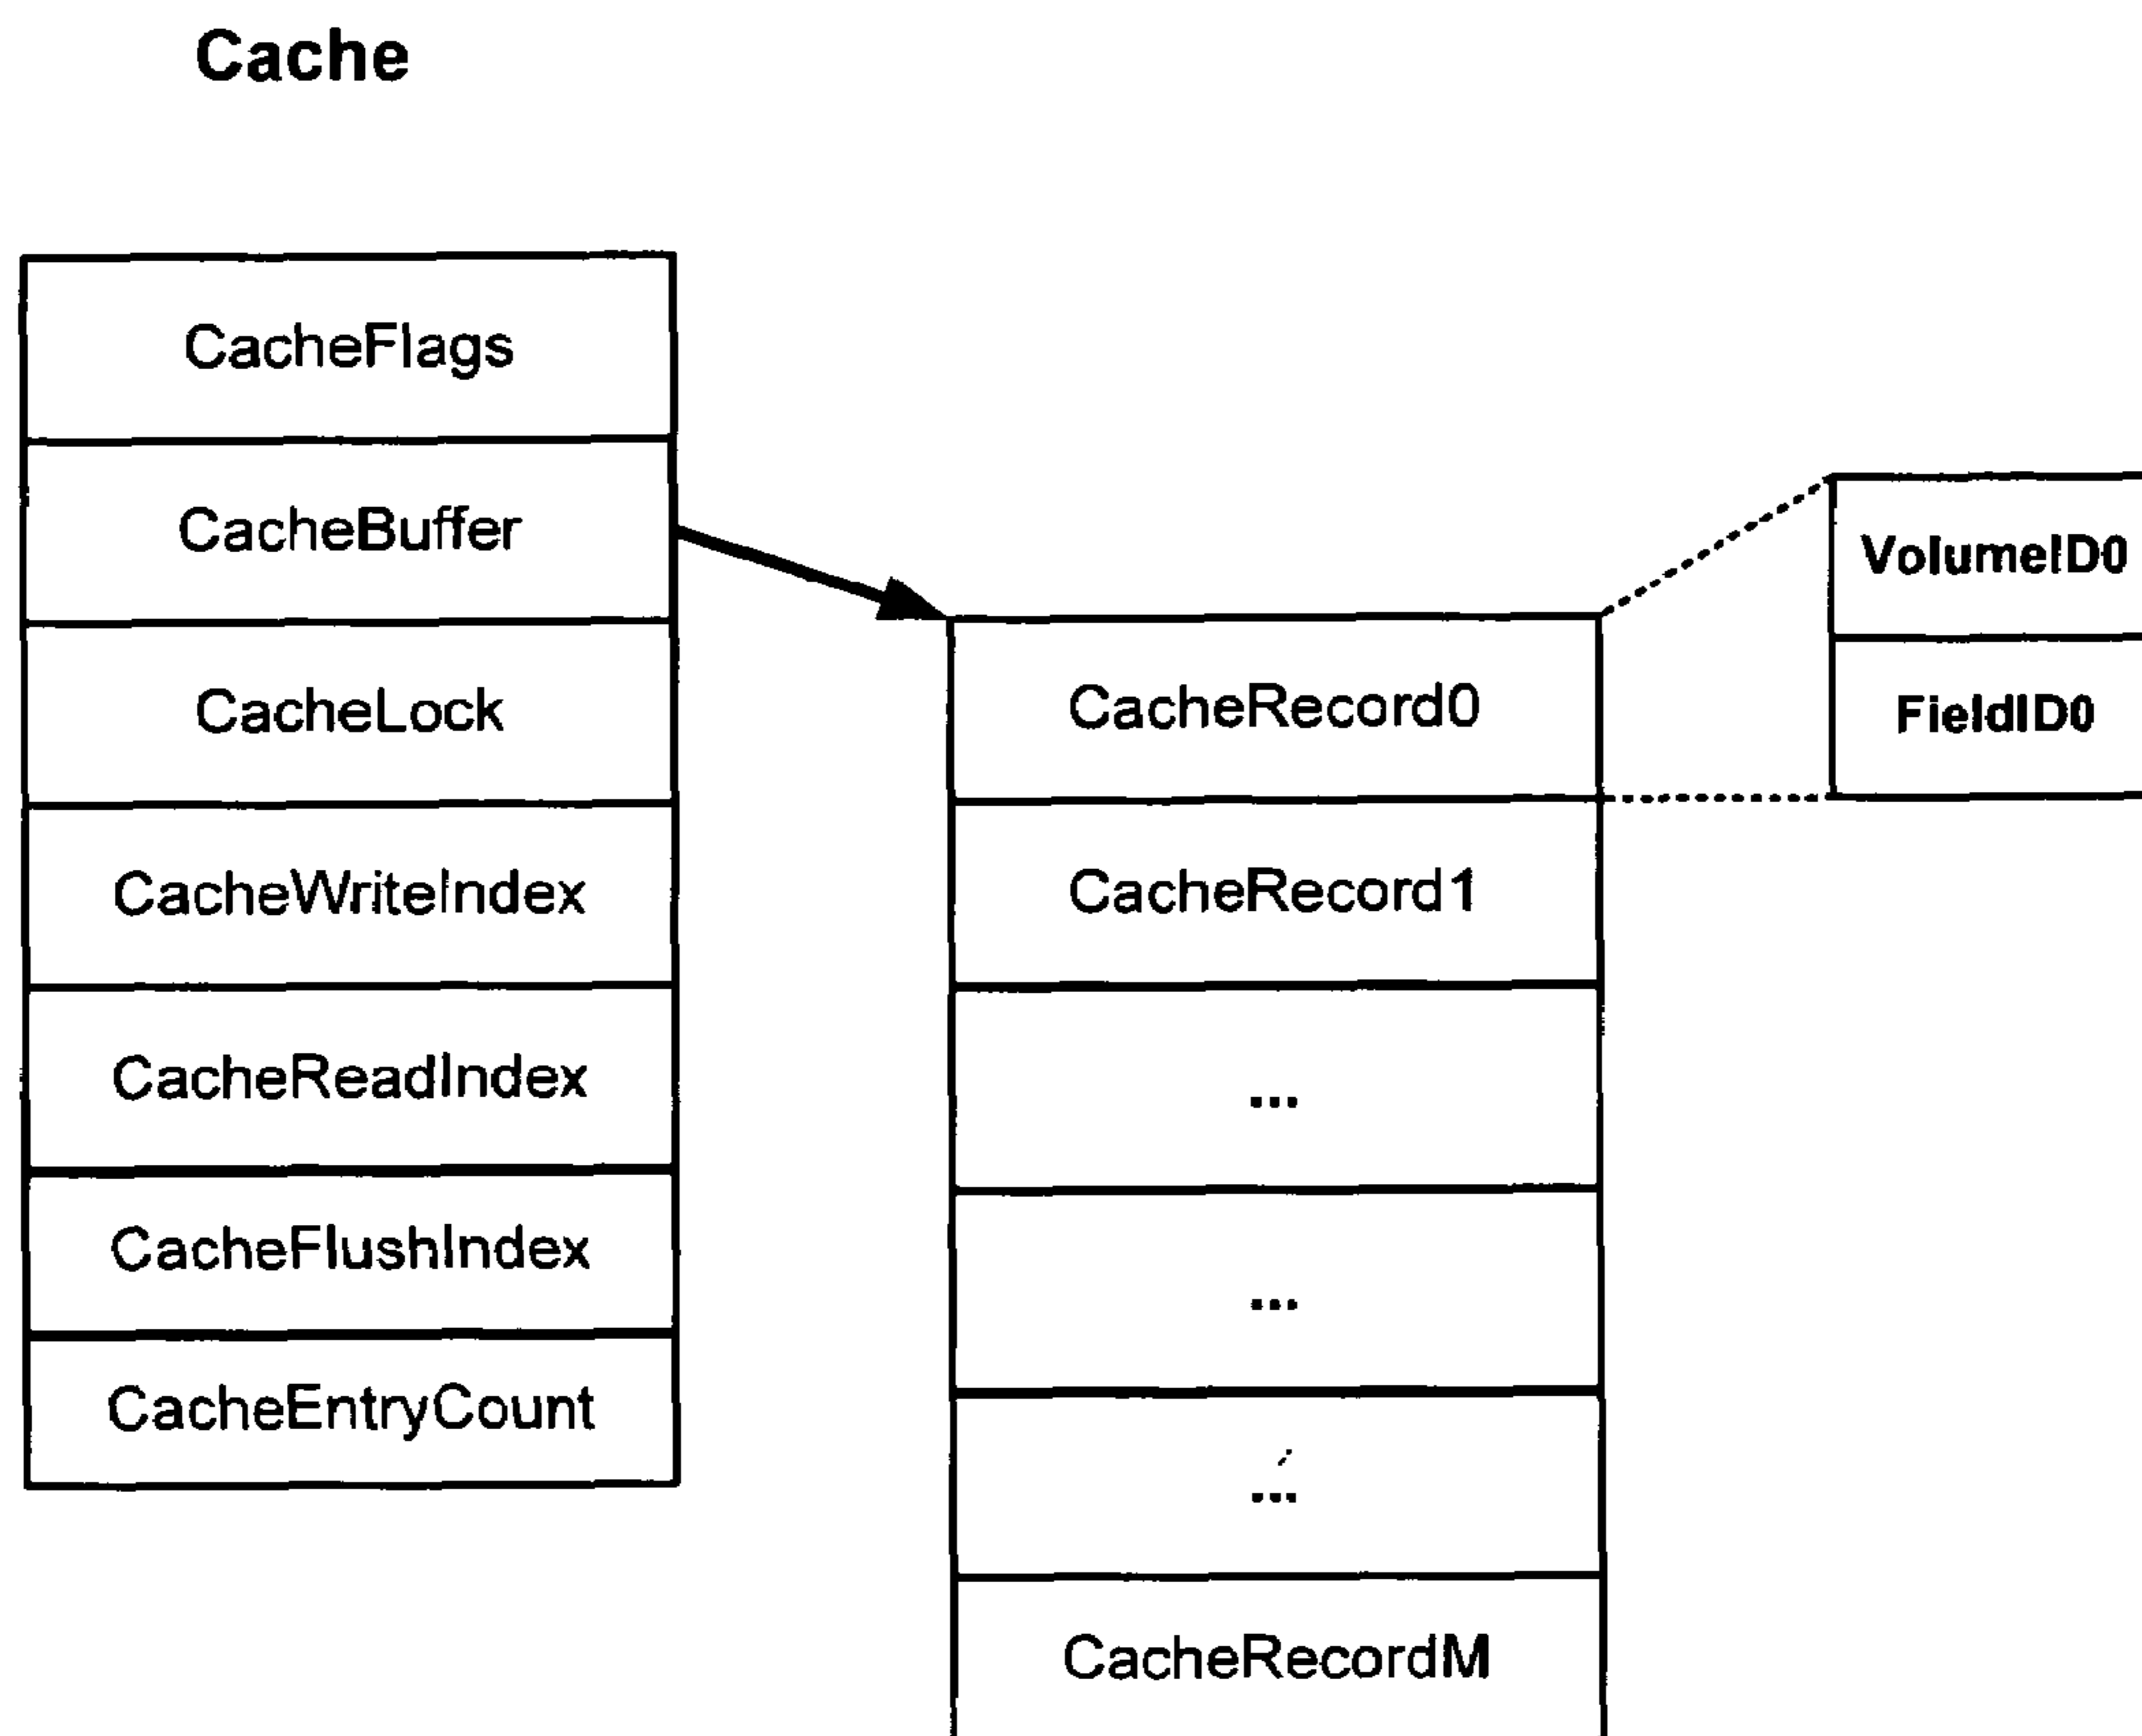 Cache
CacheFlags
CacheBuffer
CacheLock
CacheWriteIndex
CacheReadIndex
CacheFlushIndex
CacheEntryCount
CacheRecord0
CacheRecord1
...
...
...
CacheRecordM
VolumeID0
FieldID0